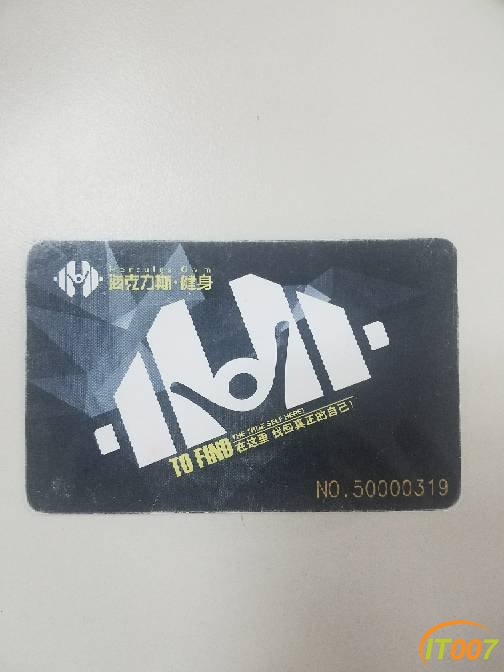 Hercules Gym
海克力斯·健身
TO FIND THE TRUE SELF HERE!
在这里 找回真正的自己!
NO.50000319
IT007